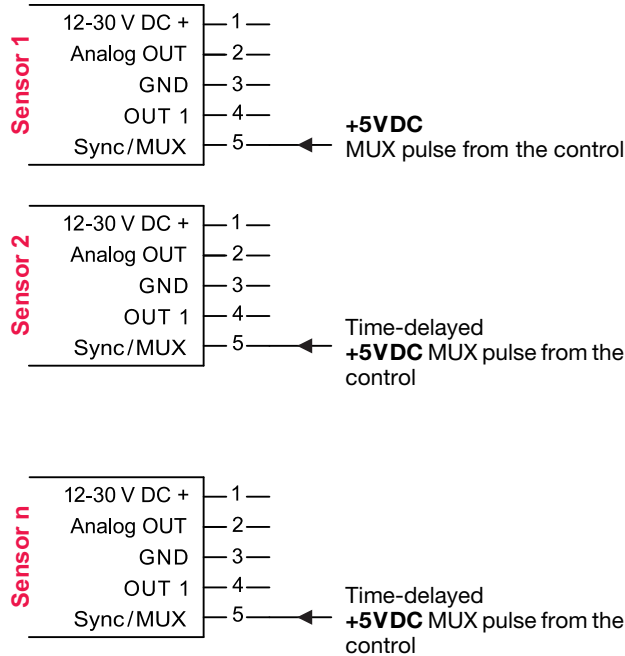 Sensor 1
12-30 V DC + 1
Analog OUT 2
GND 3
OUT 1 4
Sync/MUX 5
+5VDC
MUX pulse from the control
Sensor 2
12-30 V DC + 1
Analog OUT 2
GND 3
OUT 1 4
Sync/MUX 5
Time-delayed
+5VDC MUX pulse from the
control
Sensor n
12-30 V DC + 1
Analog OUT 2
GND 3
OUT 1 4
Sync/MUX 5
Time-delayed
+5VDC MUX pulse from the
control